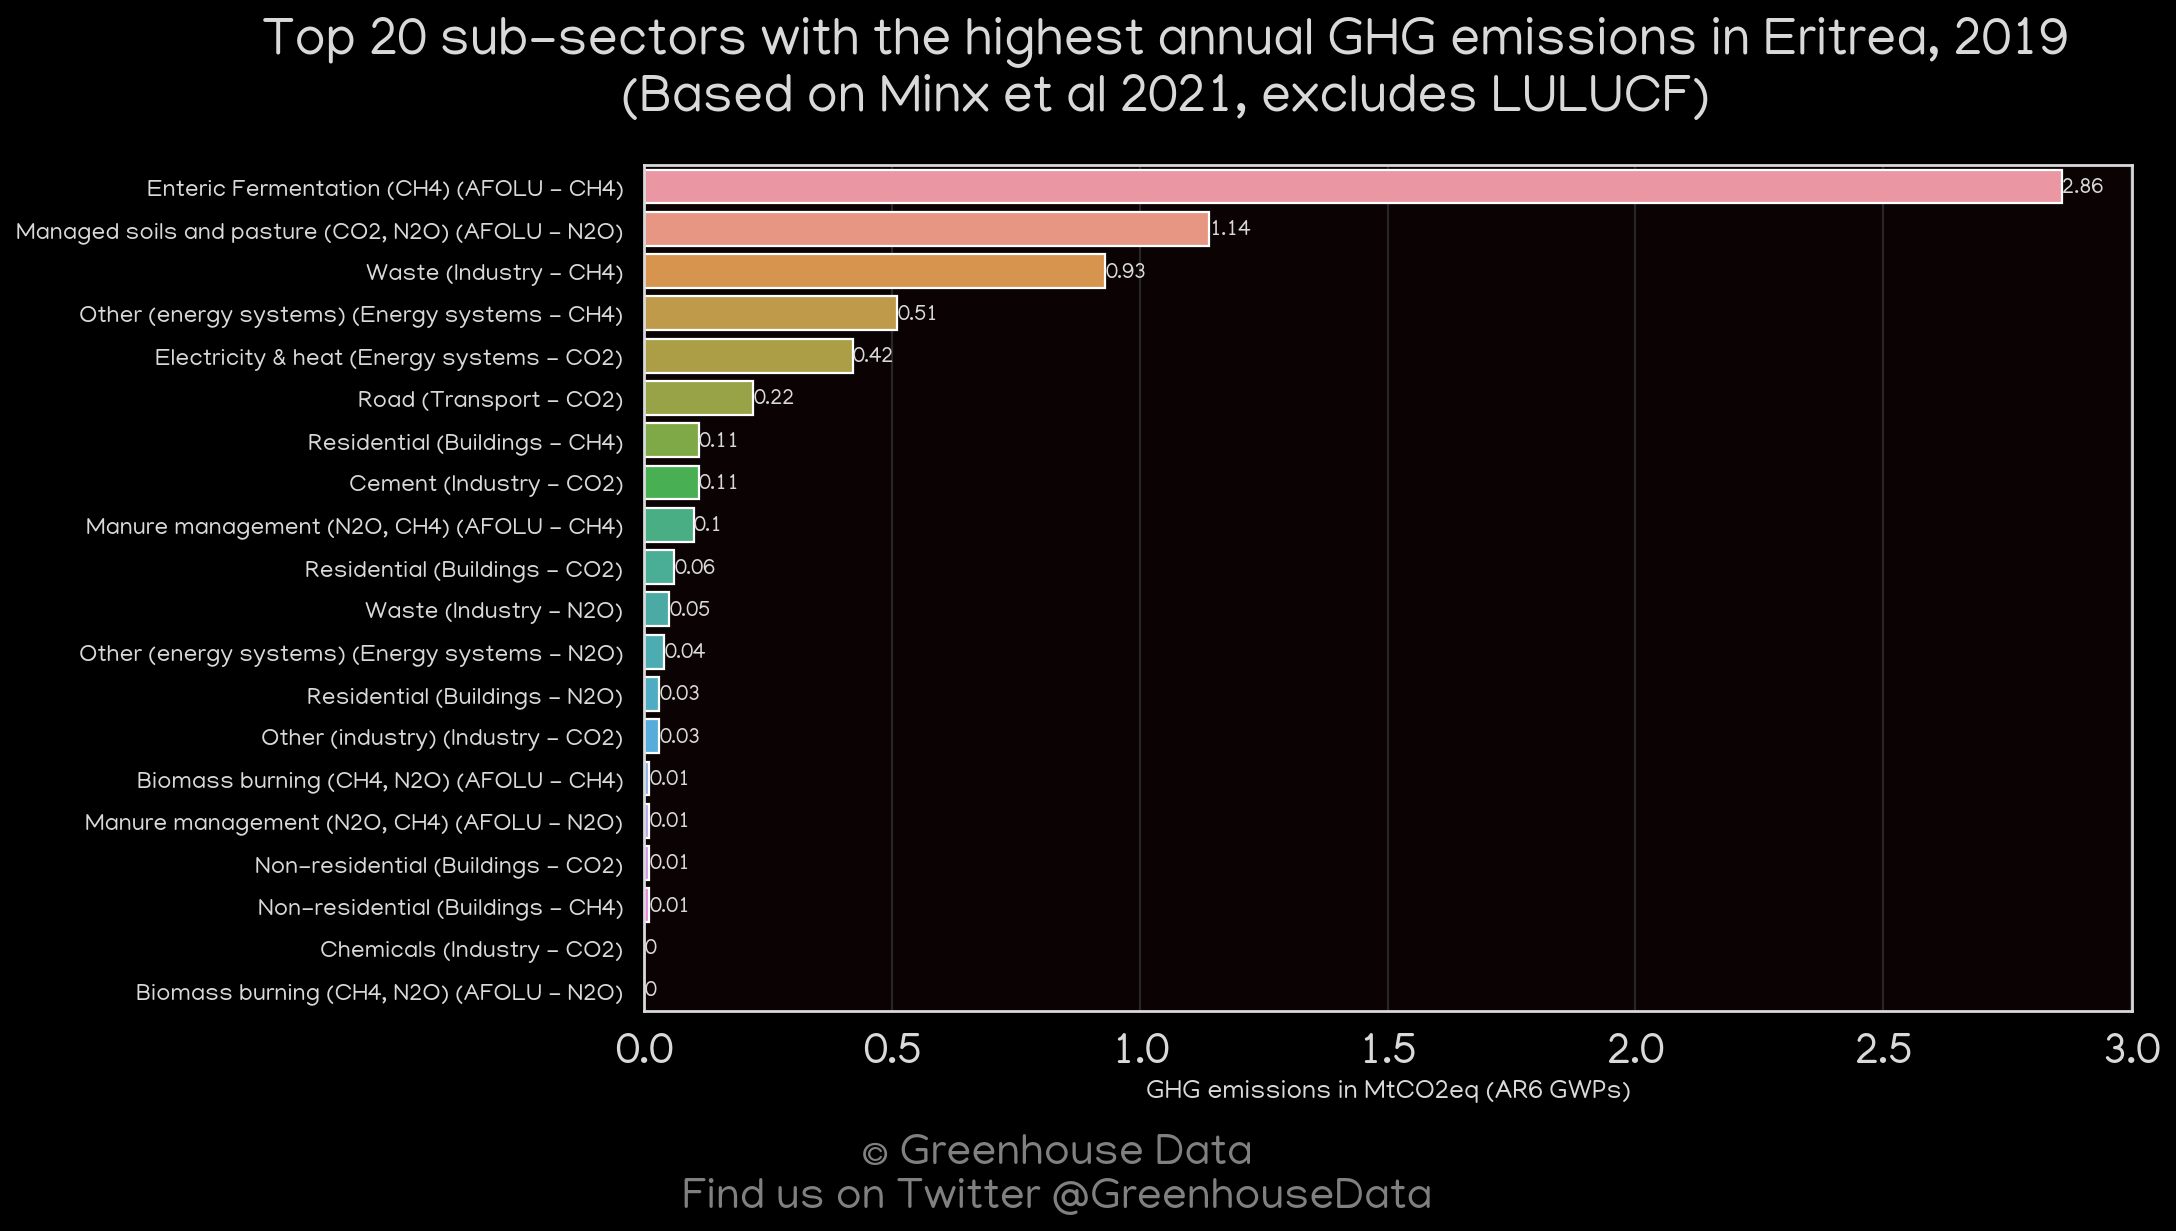 Top 20 sub-sectors with the highest annual GHG emissions in Eritrea, 2019
(Based on Minx et al 2021, excludes LULUCF)
Enteric Fermentation (CH4) (AFOLU - CH4) 2.86
Managed soils and pasture (CO2, N2O) (AFOLU - N2O) 1.14
Waste (Industry - CH4) 0.93
Other (energy systems) (Energy systems - CH4) 0.51
Electricity & heat (Energy systems - CO2) 0.42
Road (Transport - CO2) 0.22
Residential (Buildings - CH4) 0.11
Cement (Industry - CO2) 0.11
Manure management (N2O, CH4) (AFOLU - CH4) 0.1
Residential (Buildings - CO2) 0.06
Waste (Industry - N2O) 0.05
Other (energy systems) (Energy systems - N2O) 0.04
Residential (Buildings - N2O) 0.03
Other (industry) (Industry - CO2) 0.03
Biomass burning (CH4, N2O) (AFOLU - CH4) 0.01
Manure management (N2O, CH4) (AFOLU - N2O) 0.01
Non-residential (Buildings - CO2) 0.01
Non-residential (Buildings - CH4) 0.01
Chemicals (Industry - CO2) 0
Biomass burning (CH4, N2O) (AFOLU - N2O) 0
0.0 0.5 1.0 1.5 2.0 2.5 3.0
GHG emissions in MtCO2eq (AR6 GWPs)
© Greenhouse Data
Find us on Twitter @GreenhouseData